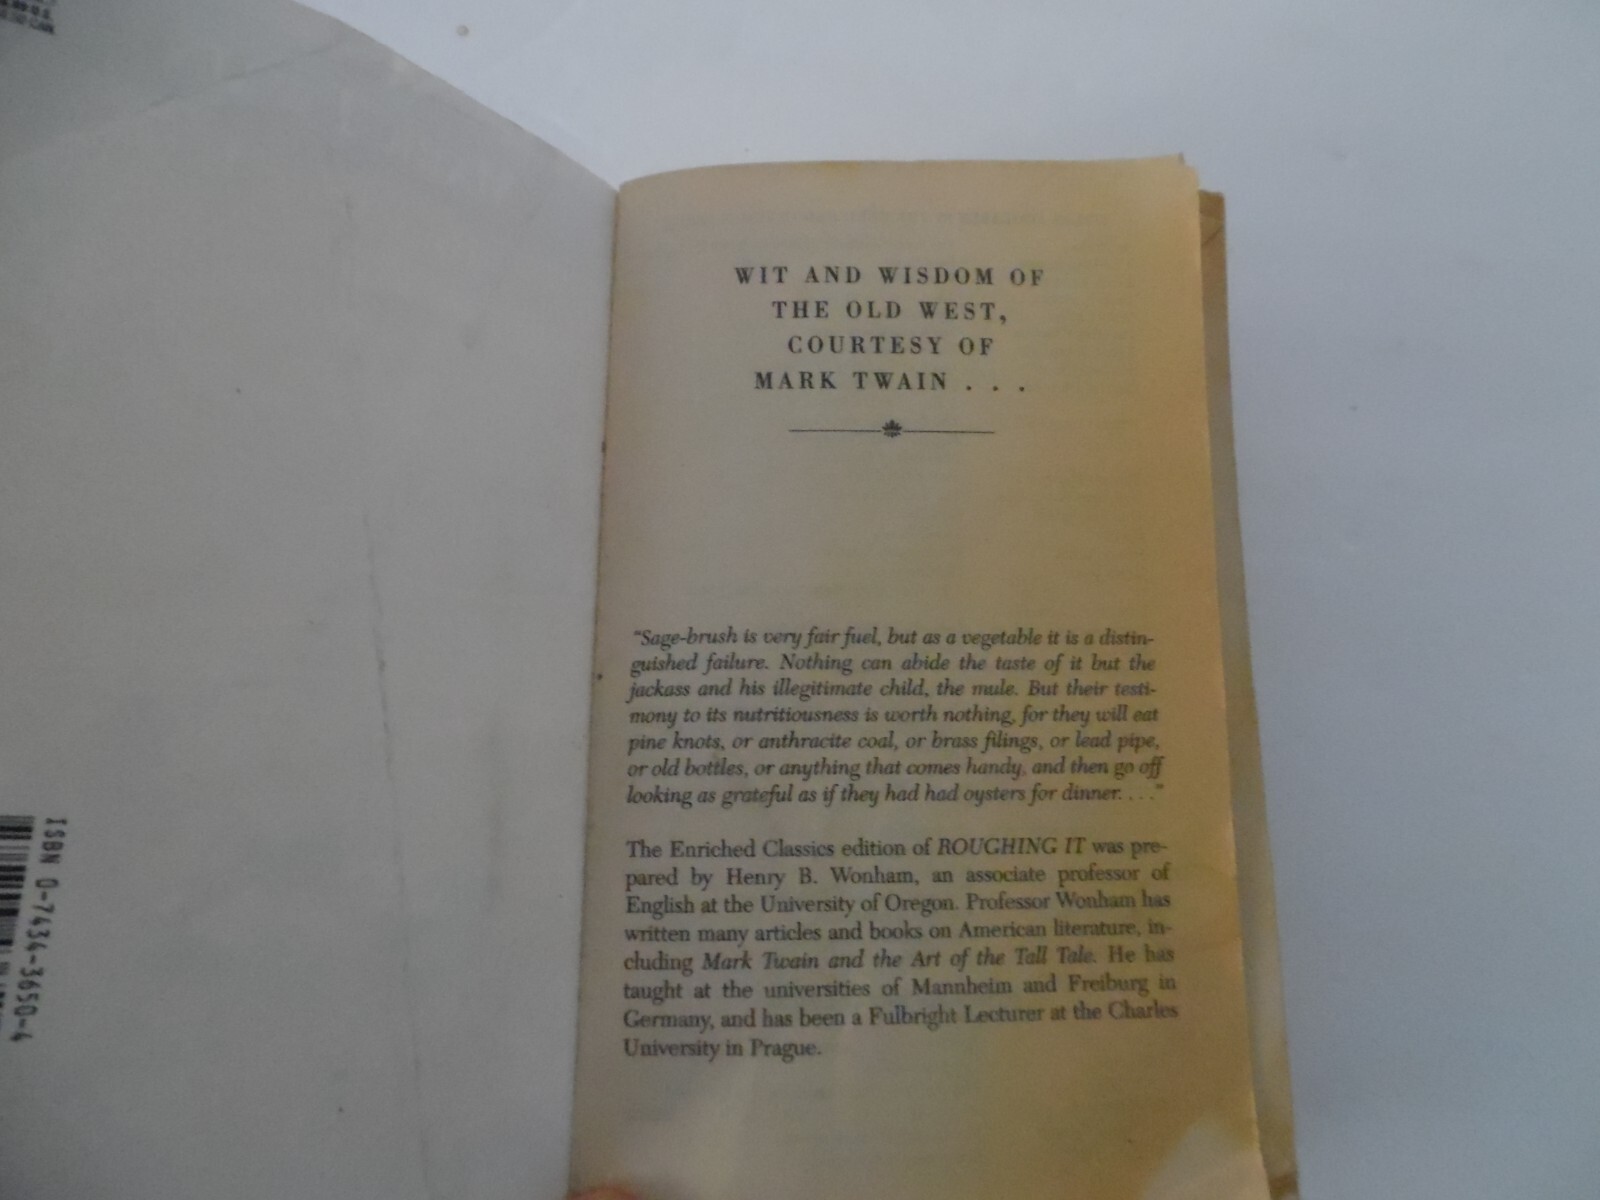 WIT AND WISDOM OF
THE OLD WEST,
COURTESY OF
MARK TWAIN . . .
"Sage-brush is very fair fuel, but as a vegetable it is a distin-
guished failure. Nothing can abide the taste of it but the
jackass and his illegitimate child, the mule. But their testi-
mony to its nutritiousness is worth nothing, for they will eat
pine knots, or anthracite coal, or brass filings, or lead pipe,
or old bottles, or anything that comes handy, and then go off
looking as grateful as if they had had oysters for dinner. . . ."
The Enriched Classics edition of ROUGHING IT was pre-
pared by Henry B. Wonham, an associate professor of
English at the University of Oregon. Professor Wonham has
written many articles and books on American literature, in-
cluding Mark Twain and the Art of the Tall Tale. He has
taught at the universities of Mannheim and Freiburg in
Germany, and has been a Fulbright Lecturer at the Charles
University in Prague.
ISBN 0-7434-3650-4